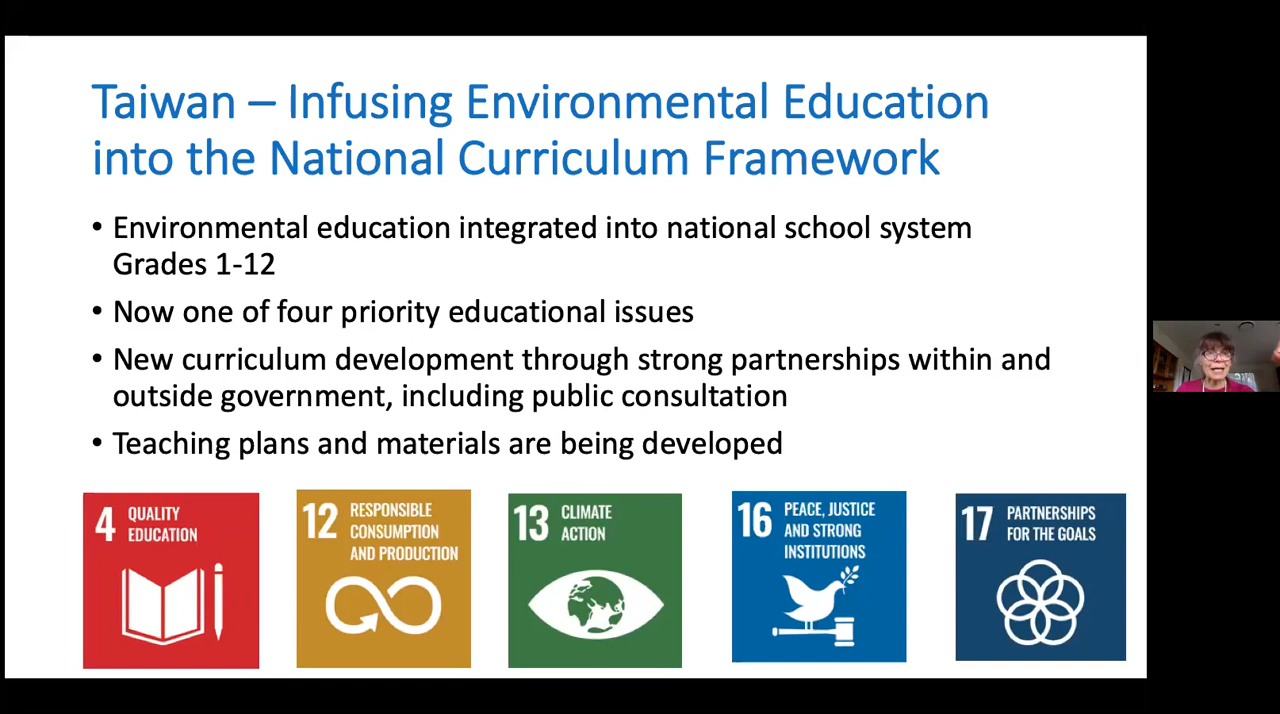 Taiwan – Infusing Environmental Education
into the National Curriculum Framework
• Environmental education integrated into national school system
Grades 1-12
• Now one of four priority educational issues
• New curriculum development through strong partnerships within and
outside government, including public consultation
• Teaching plans and materials are being developed
4 QUALITY
EDUCATION
12 RESPONSIBLE
CONSUMPTION
AND PRODUCTION
13 CLIMATE
ACTION
16 PEACE, JUSTICE
AND STRONG
INSTITUTIONS
17 PARTNERSHIPS
FOR THE GOALS